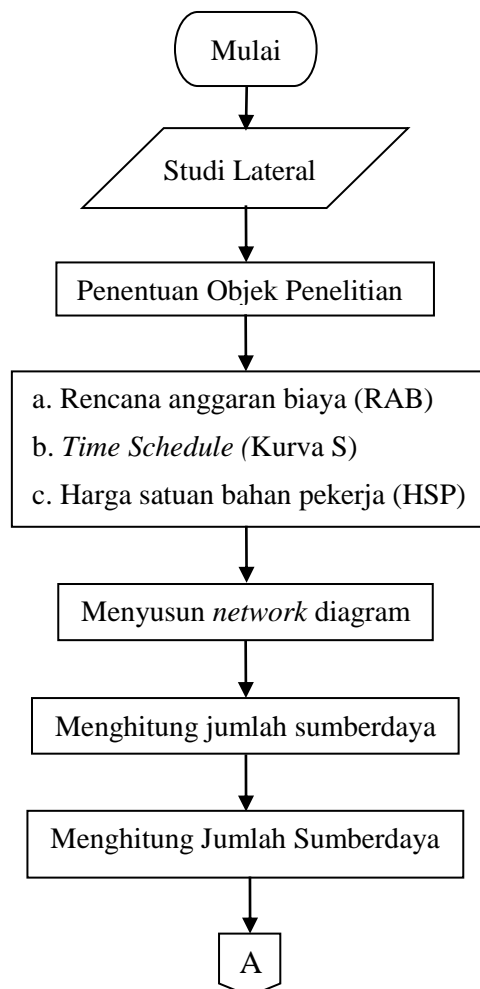 Mulai
Studi Lateral
Penentuan Objek Penelitian
a. Rencana anggaran biaya (RAB)
b. Time Schedule (Kurva S)
c. Harga satuan bahan pekerja (HSP)
Menyusun network diagram
Menghitung jumlah sumberdaya
Menghitung Jumlah Sumberdaya
A